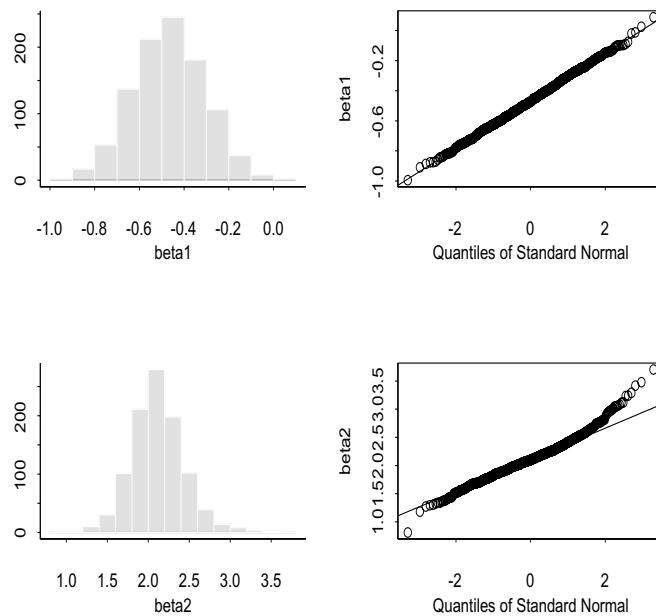 0 100 200
-1.0 -0.8 -0.6 -0.4 -0.2 0.0
beta1
-1.0 -0.6 -0.2
beta1
-2 0 2
Quantiles of Standard Normal
0 100 200
1.0 1.5 2.0 2.5 3.0 3.5
beta2
1.01.52.02.53.03.5
beta2
-2 0 2
Quantiles of Standard Normal